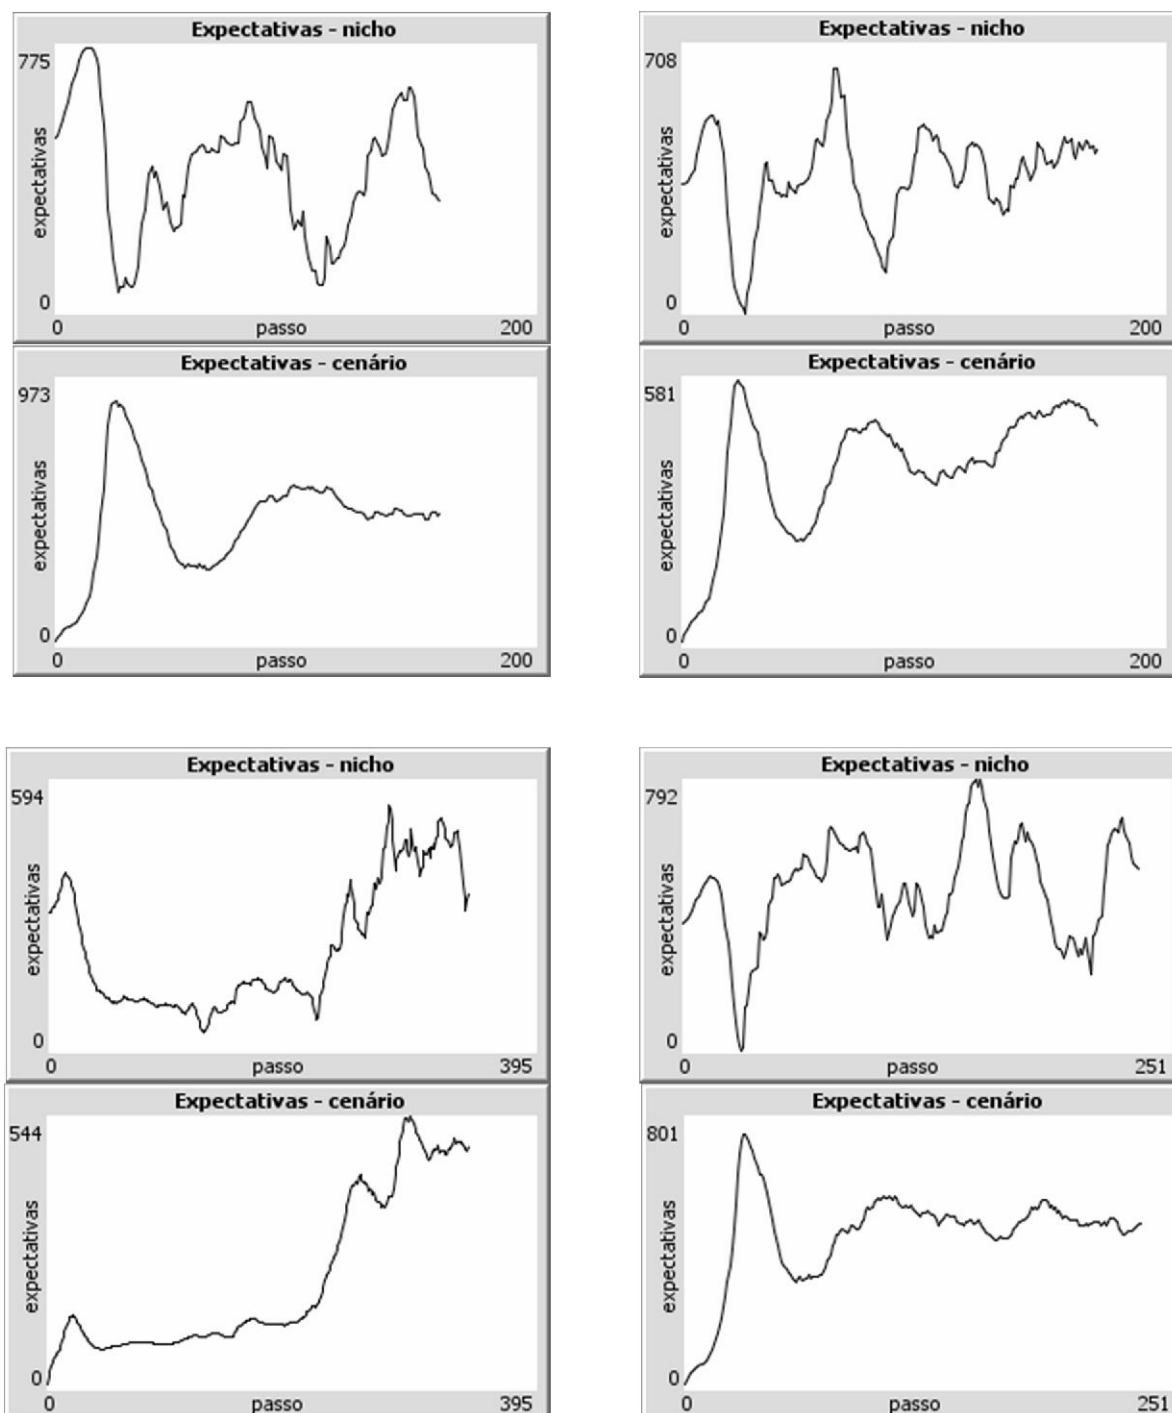 Expectativas - nicho
775
expectativas
0
0 passo 200
Expectativas - cenário
973
expectativas
0
0 passo 200
Expectativas - nicho
708
expectativas
0
0 passo 200
Expectativas - cenário
581
expectativas
0
0 passo 200
Expectativas - nicho
594
expectativas
0
0 passo 395
Expectativas - cenário
544
expectativas
0
0 passo 395
Expectativas - nicho
792
expectativas
0
0 passo 251
Expectativas - cenário
801
expectativas
0
0 passo 251